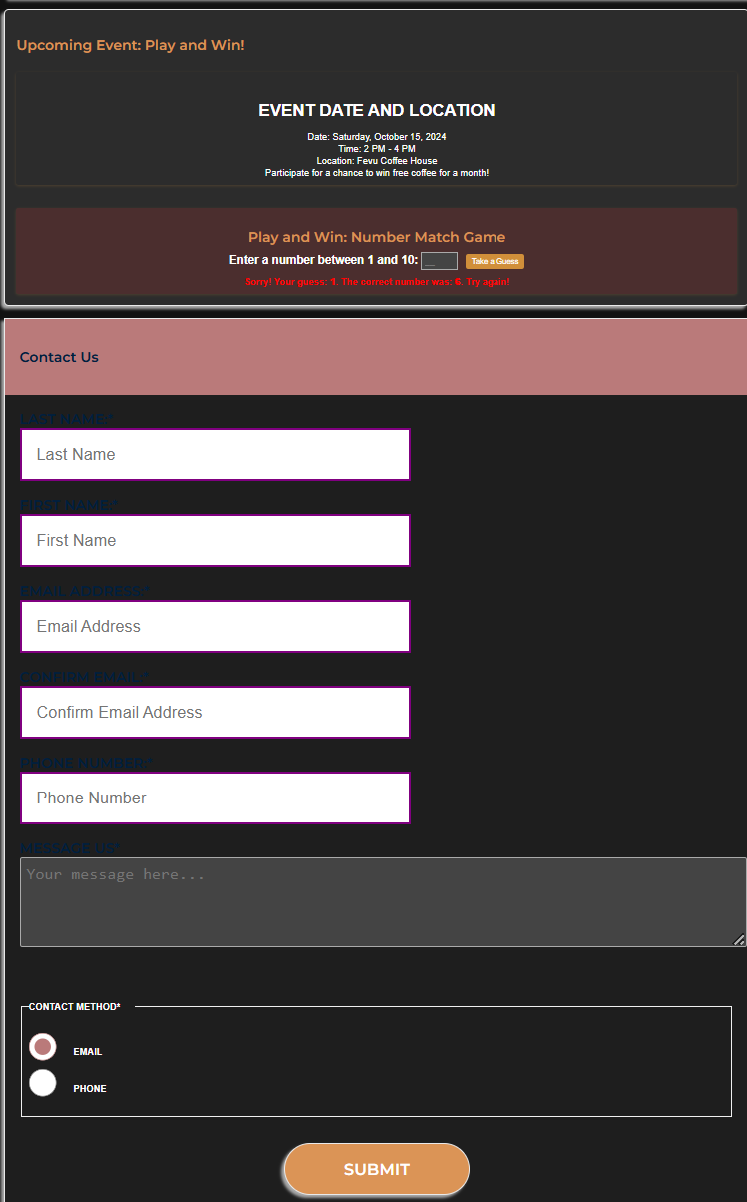 Upcoming Event: Play and Win!
EVENT DATE AND LOCATION
Date: Saturday, October 15, 2024
Time: 2 PM - 4 PM
Location: Fevu Coffee House
Participate for a chance to win free coffee for a month!
Play and Win: Number Match Game
Enter a number between 1 and 10: __ Take a Guess
Sorry! Your guess: 1. The correct number was: 6. Try again!
Contact Us
LAST NAME:*
Last Name
FIRST NAME:*
First Name
EMAIL ADDRESS:*
Email Address
CONFIRM EMAIL:*
Confirm Email Address
PHONE NUMBER:*
Phone Number
MESSAGE US*
Your message here...
CONTACT METHOD*
EMAIL
PHONE
SUBMIT